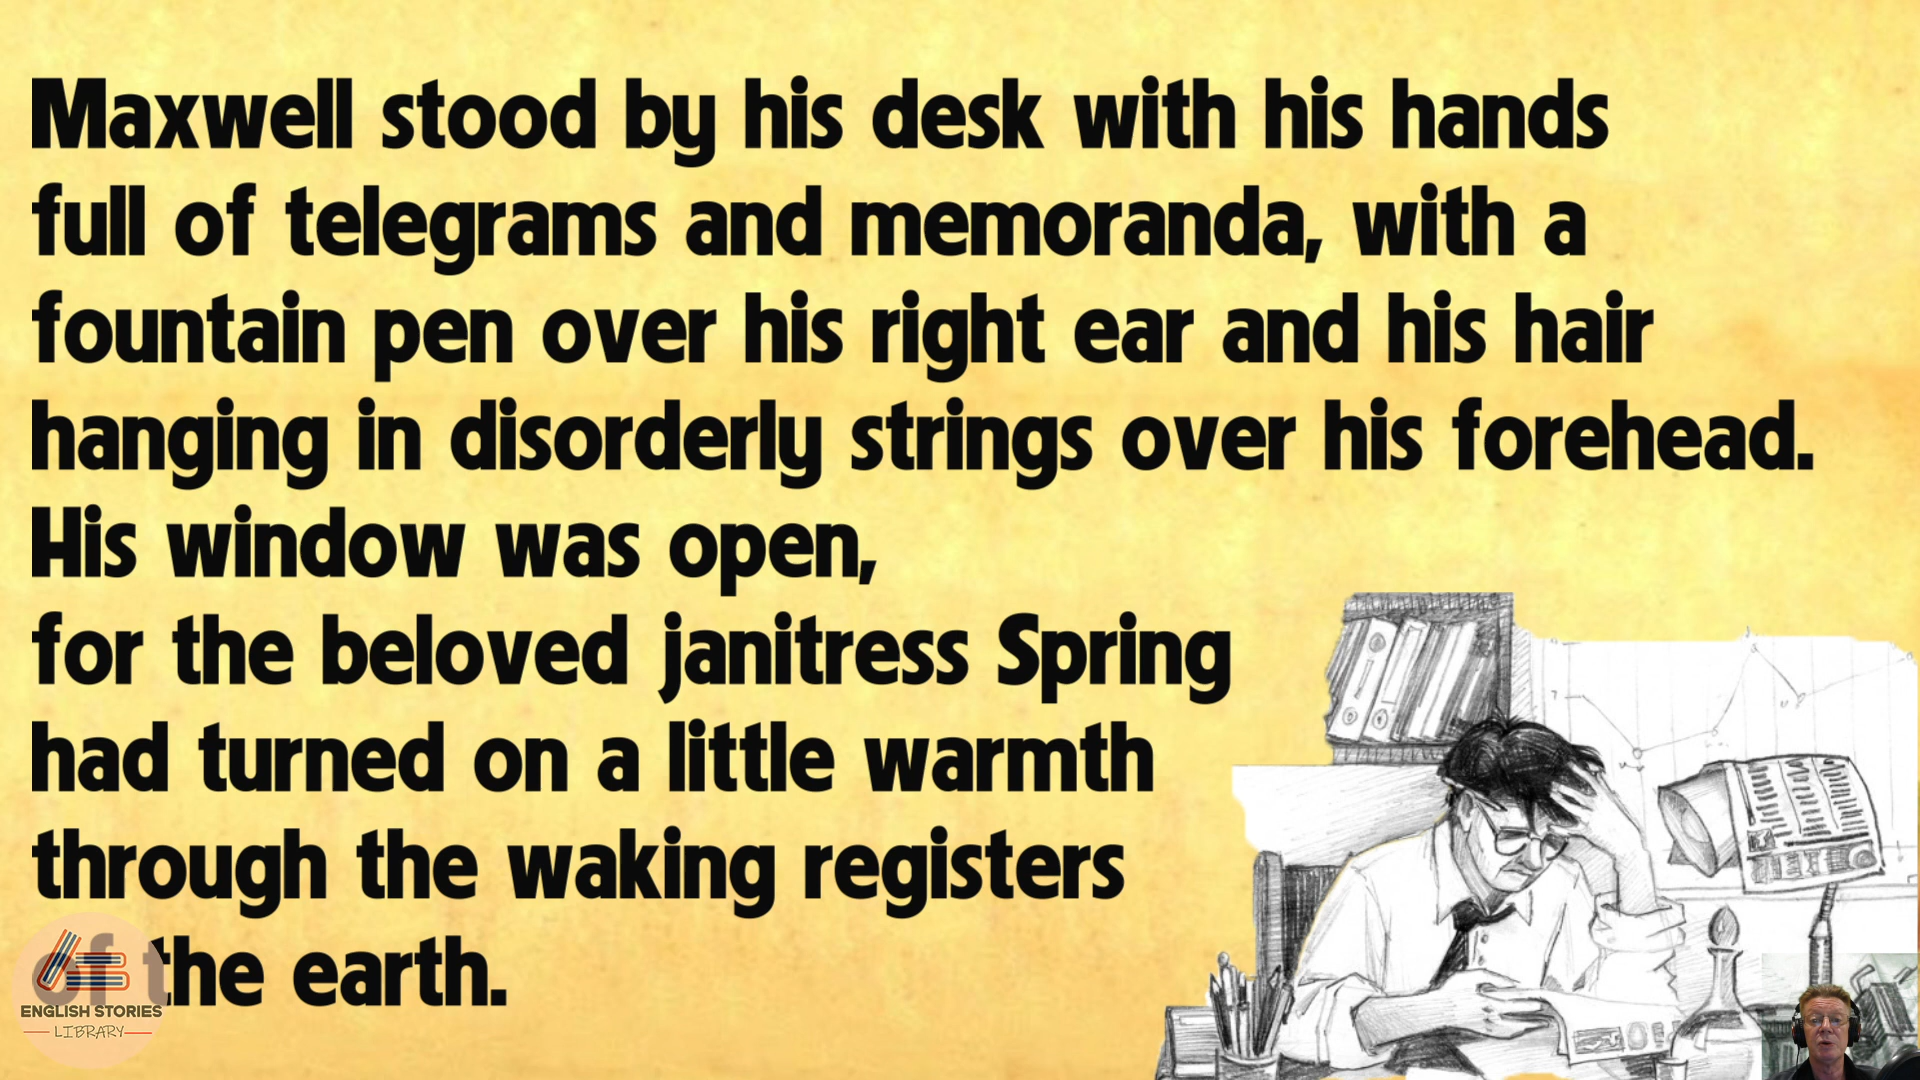 Maxwell stood by his desk with his hands
full of telegrams and memoranda, with a
fountain pen over his right ear and his hair
hanging in disorderly strings over his forehead.
His window was open,
for the beloved janitress Spring
had turned on a little warmth
through the waking registers
of the earth.
ENGLISH STORIES
LIBRARY